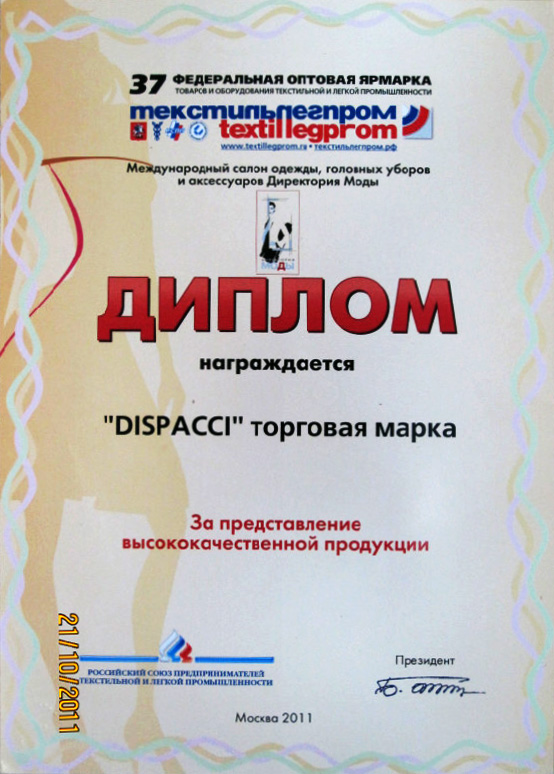 37 ФЕДЕРАЛЬНАЯ ОПТОВАЯ ЯРМАРКА
ТОВАРОВ И ОБОРУДОВАНИЯ ТЕКСТИЛЬНОЙ И ЛЕГКОЙ ПРОМЫШЛЕННОСТИ
текстильлегпром
textillegprom
www.textillegprom.ru • текстильлегпром.рф
Международный салон одежды, головных уборов
и аксессуаров Директория Моды
МОДЫ
ДИПЛОМ
награждается
"DISPACCI" торговая марка
За представление
высококачественной продукции
21/10/2011
РОССИЙСКИЙ СОЮЗ ПРЕДПРИНИМАТЕЛЕЙ
ТЕКСТИЛЬНОЙ И ЛЕГКОЙ ПРОМЫШЛЕННОСТИ
Президент
Москва 2011